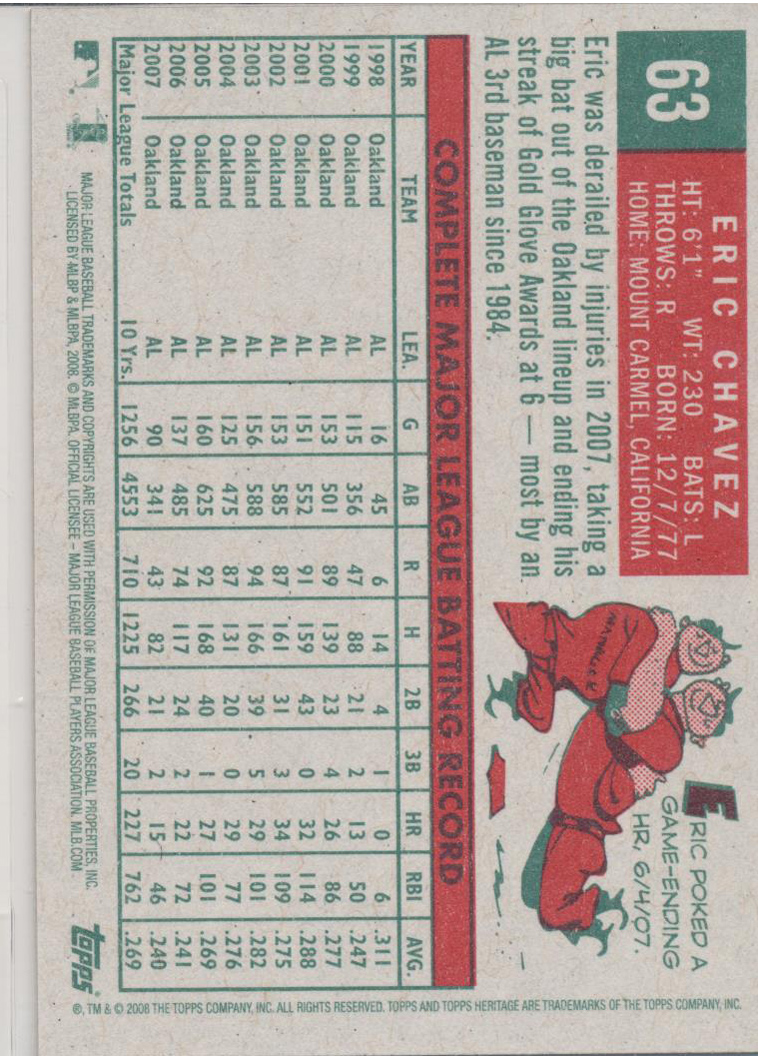 63
ERIC CHAVEZ
HT: 6'1" WT: 230 BATS: L
THROWS: R BORN: 12/7/77
HOME: MOUNT CARMEL, CALIFORNIA
Eric was derailed by injuries in 2007, taking a
big bat out of the Oakland lineup and ending his
streak of Gold Glove Awards at 6 — most by an
AL 3rd baseman since 1984.
ERIC POKED A
GAME-ENDING
HR, 6/4/07.
MANAGER
COMPLETE MAJOR LEAGUE BATTING RECORD
YEAR TEAM LEA. G AB R H 2B 3B HR RBI AVG.
1998 Oakland AL 16 45 6 14 4 1 0 6 .311
1999 Oakland AL 115 356 47 88 21 2 13 50 .247
2000 Oakland AL 153 501 89 139 23 4 26 86 .277
2001 Oakland AL 151 552 91 159 43 0 32 114 .288
2002 Oakland AL 153 585 87 161 31 3 34 109 .275
2003 Oakland AL 156 588 94 166 39 5 29 101 .282
2004 Oakland AL 125 475 87 131 20 0 29 77 .276
2005 Oakland AL 160 625 92 168 40 1 27 101 .269
2006 Oakland AL 137 485 74 117 24 2 22 72 .241
2007 Oakland AL 90 341 43 82 21 2 15 46 .240
Major League Totals 10 Yrs. 1256 4553 710 1225 266 20 227 762 .269
MAJOR LEAGUE BASEBALL TRADEMARKS AND COPYRIGHTS ARE USED WITH PERMISSION OF MAJOR LEAGUE BASEBALL PROPERTIES, INC.
LICENSED BY MLBP & MLBPA, 2008. © MLBPA. OFFICIAL LICENSEE – MAJOR LEAGUE BASEBALL PLAYERS ASSOCIATION. MLB.COM
topps®
®, TM & © 2008 THE TOPPS COMPANY, INC. ALL RIGHTS RESERVED. TOPPS AND TOPPS HERITAGE ARE TRADEMARKS OF THE TOPPS COMPANY, INC.